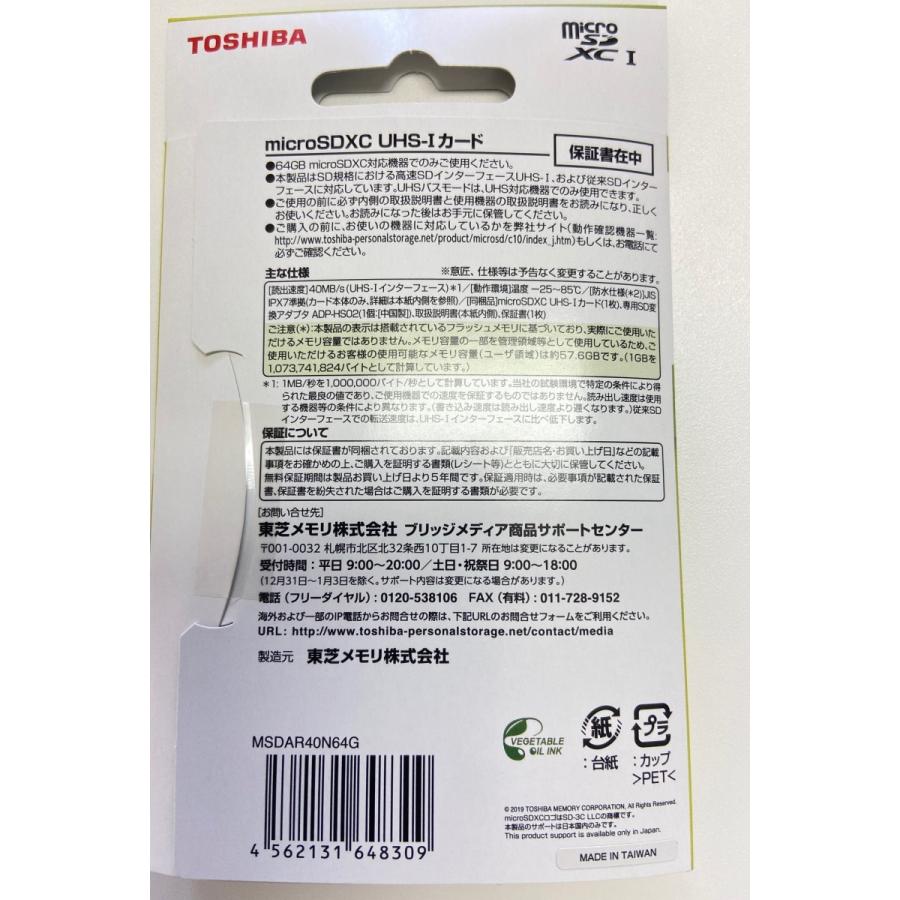 TOSHIBA
micro SD XC I
microSDXC UHS-Iカード
保証書在中
●64GB microSDXC対応機器でのみご使用ください。
●本製品はSD規格における高速SDインターフェースUHS-I、および従来SDインター
フェースに対応しています。UHSバスモードは、UHS対応機器でのみ使用できます。
●ご使用の前に必ず内側の取扱説明書と使用機器の取扱説明書をお読みになり、正しく
お使いください。お読みになった後はお手元に保管してください。
●ご購入の前に、お使いの機器に対応しているかを弊社サイト(動作確認機器一覧:
http://www.toshiba-personalstorage.net/product/microsd/c10/index_j.htm)もしくは、お電話にて
必ずご確認ください。
主な仕様
※意匠、仕様等は予告なく変更することがあります。
[読出速度]40MB/s(UHS-Iインターフェース)*1/[動作環境]温度 −25~85℃/[防水仕様(*2)]JIS
IPX7準拠(カード本体のみ、詳細は本紙内側を参照)/[同梱品]microSDXC UHS-Iカード(1枚)、専用SD変
換アダプタ ADP-HS02(1個:[中国製])、取扱説明書(本紙内側)、保証書(1枚)
ご注意(*):本製品の表示は搭載されているフラッシュメモリに基づいており、実際にご使用いた
だけるメモリ容量ではありません。メモリ容量の一部を管理領域等として使用しているため、ご
使用いただけるお客様の使用可能なメモリ容量(ユーザ領域)は約57.6GBです。(1GBを
1,073,741,824バイトとして計算しています。)
*1: 1MB/秒を1,000,000バイト/秒として計算しています。当社の試験環境で特定の条件により得
られた最良の値であり、ご使用機器での速度を保証するものではありません。読み出し速度は使用
する機器等の条件により異なります。(書き込み速度は読み出し速度より遅くなります。)従来SD
インターフェースでの転送速度は、UHS-Iインターフェースに比べ低下します。
保証について
本製品には保証書が同梱されております。記載内容および「販売店名・お買い上げ日」などの記載
事項をお確かめの上、ご購入を証明する書類(レシート等)とともに大切に保管してください。
無料保証期間は製品お買い上げ日より5年間です。保証適用時は、必要事項が記載された保証
書、保証書を紛失された場合はご購入を証明する書類が必要です。
[お問い合せ先]
東芝メモリ株式会社 ブリッジメディア商品サポートセンター
〒001-0032 札幌市北区北32条西10丁目1-7 所在地は変更になることがあります。
受付時間:平日 9:00~20:00/土日・祝祭日 9:00~18:00
(12月31日~1月3日を除く。サポート内容は変更になる場合があります。)
電話(フリーダイヤル):0120-538106 FAX(有料):011-728-9152
海外および一部のIP電話からお問合せの際は、下記URLのお問合せフォームをご利用ください。
URL: http://www.toshiba-personalstorage.net/contact/media
製造元 東芝メモリ株式会社
MSDAR40N64G
VEGETABLE
OIL INK
紙
:台紙
プラ
:カップ
>PET<
4 562131 648309
© 2019 TOSHIBA MEMORY CORPORATION, All Rights Reserved.
microSDXCロゴはSD-3C LLCの商標です。
本製品のサポートは日本国内のみです。
This product support is available only in Japan.
MADE IN TAIWAN